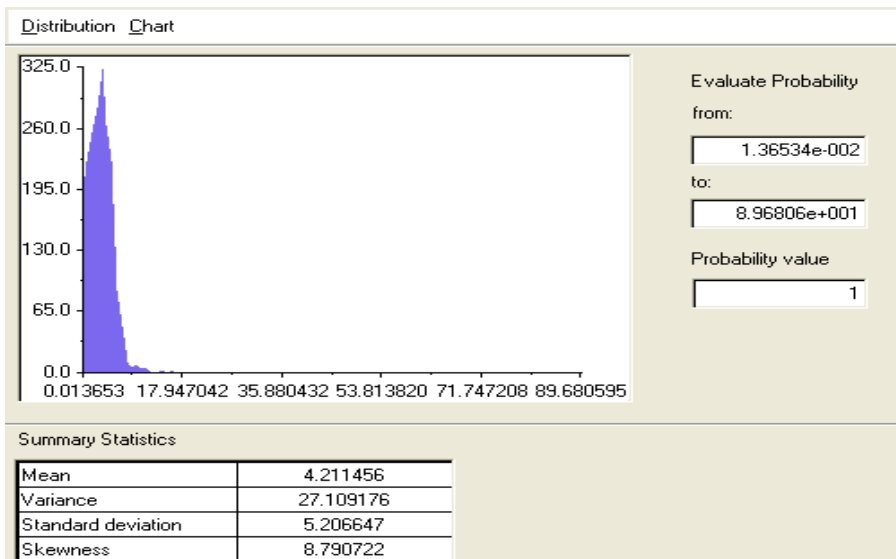 Distribution Chart
325.0
260.0
195.0
130.0
65.0
0.0
0.013653 17.947042 35.880432 53.813820 71.747208 89.680595
Evaluate Probability
from:
1.36534e-002
to:
8.96806e+001
Probability value
1
Summary Statistics
Mean 4.211456
Variance 27.109176
Standard deviation 5.206647
Skewness 8.790722